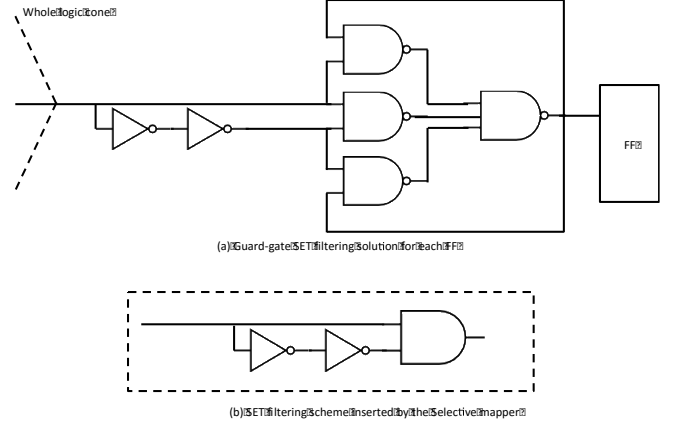 Whole logic cone
FF
(a) Guard-gate SET filtering solution for each FF
(b) SET filtering scheme inserted by the Selective mapper